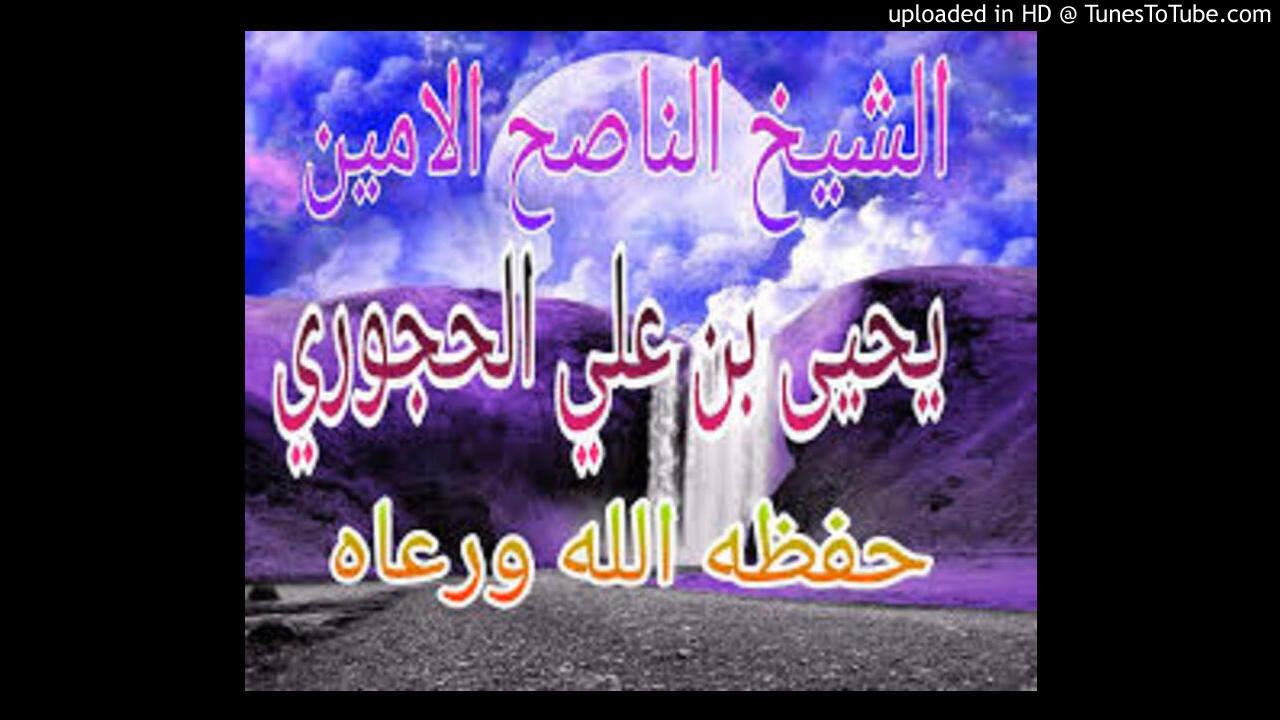 uploaded in HD @ TunesToTube.com
الشيخ الناصح الامين
يحيى بن علي الحجوري
حفظه الله ورعاه